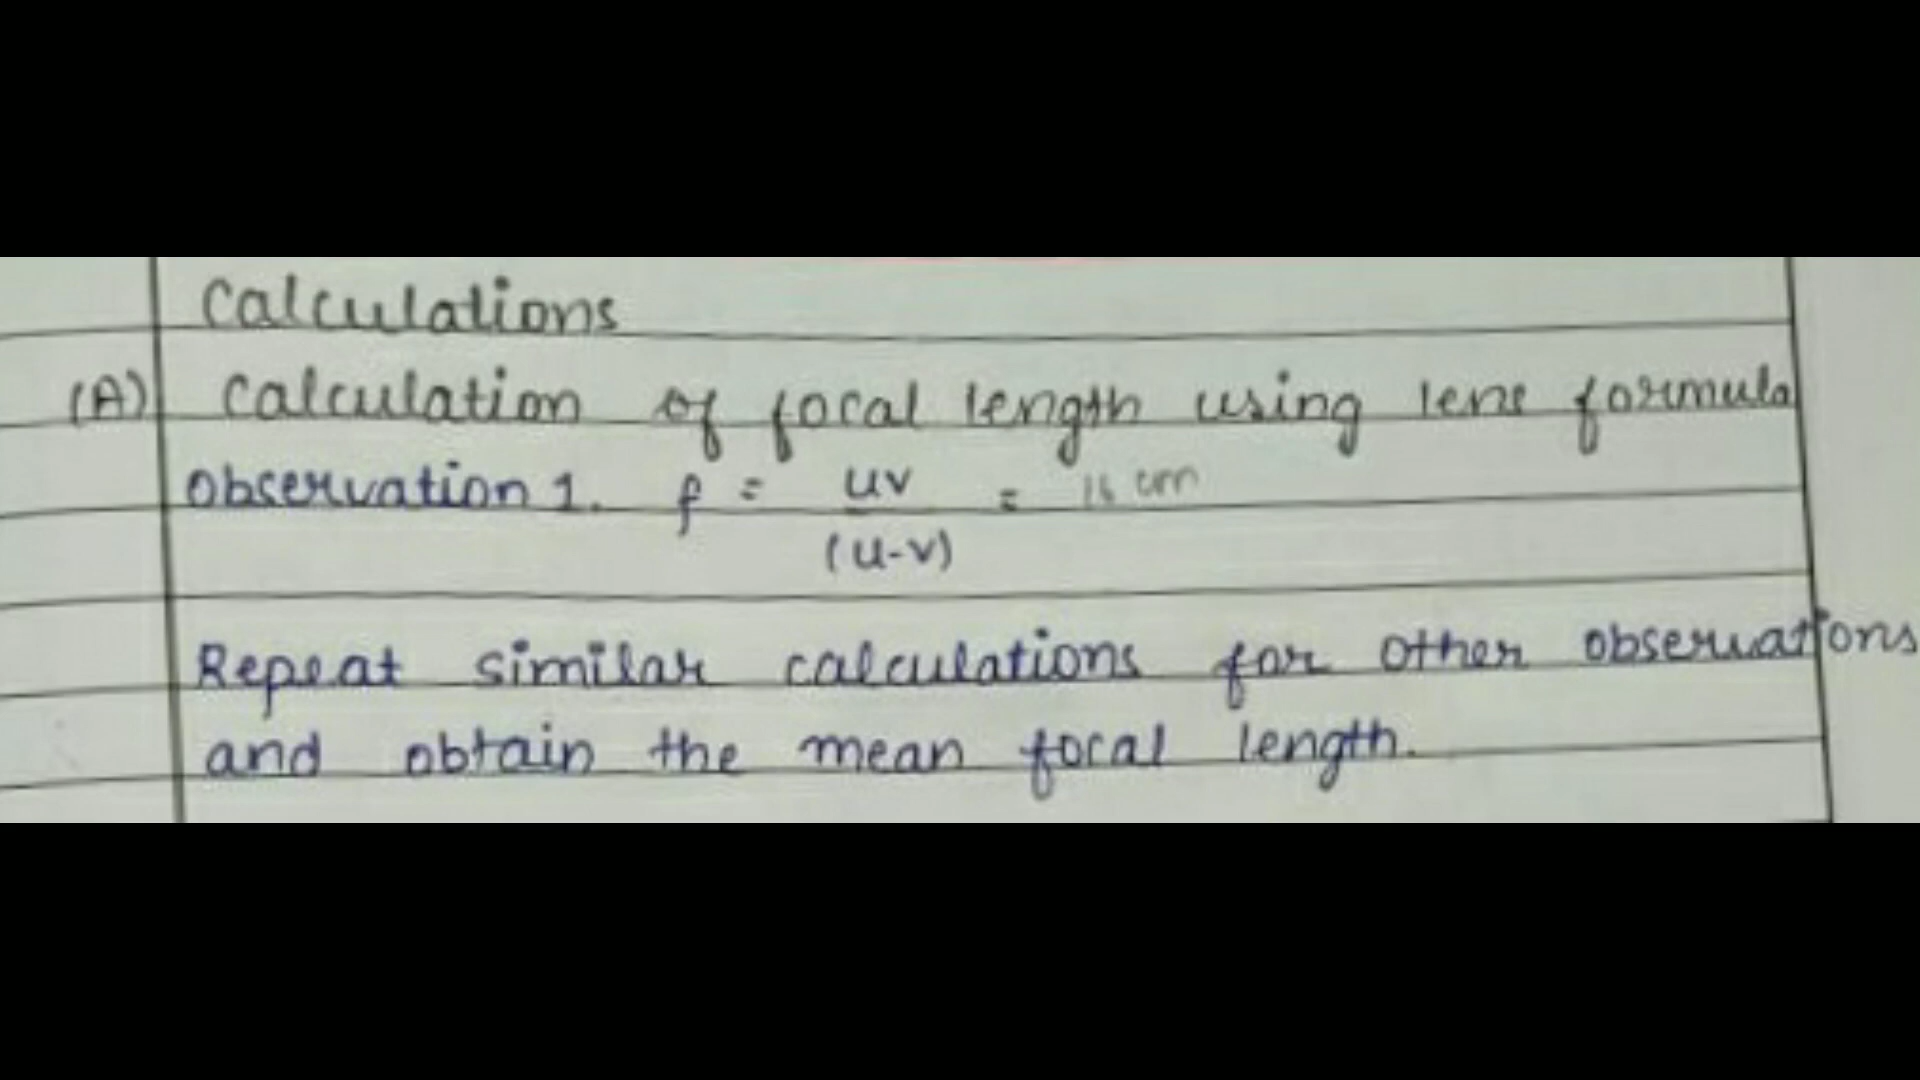 Calculations
(A) Calculation of focal length using lens formula
Observation 1. f = uv / (u-v) = cm
Repeat similar calculations for other observations
and obtain the mean focal length.